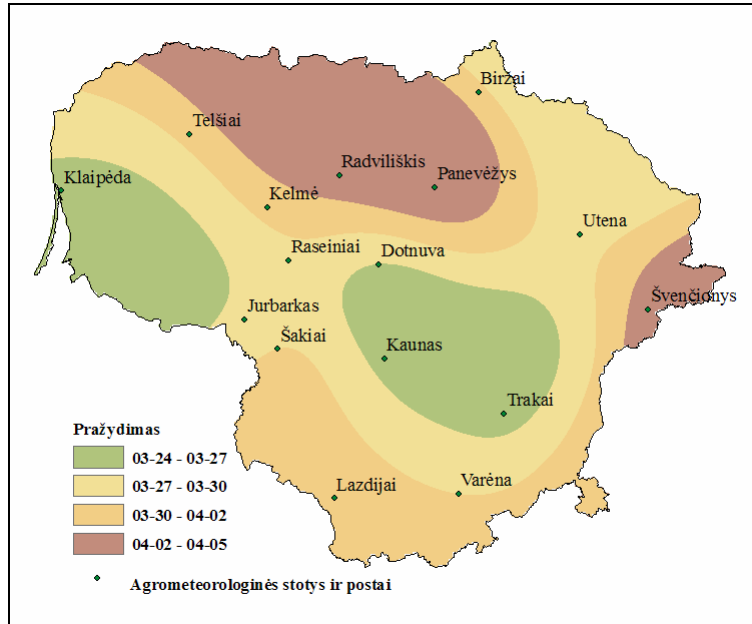 Biržai
Telšiai
Radviliškis
Klaipėda
Panevėžys
Kelmė
Utena
Raseiniai
Dotnuva
Švenčionys
Jurbarkas
Šakiai
Kaunas
Trakai
Pražydimas
03-24 - 03-27
03-27 - 03-30
Lazdijai
Varėna
03-30 - 04-02
04-02 - 04-05
Agrometeorologinės stotys ir postai